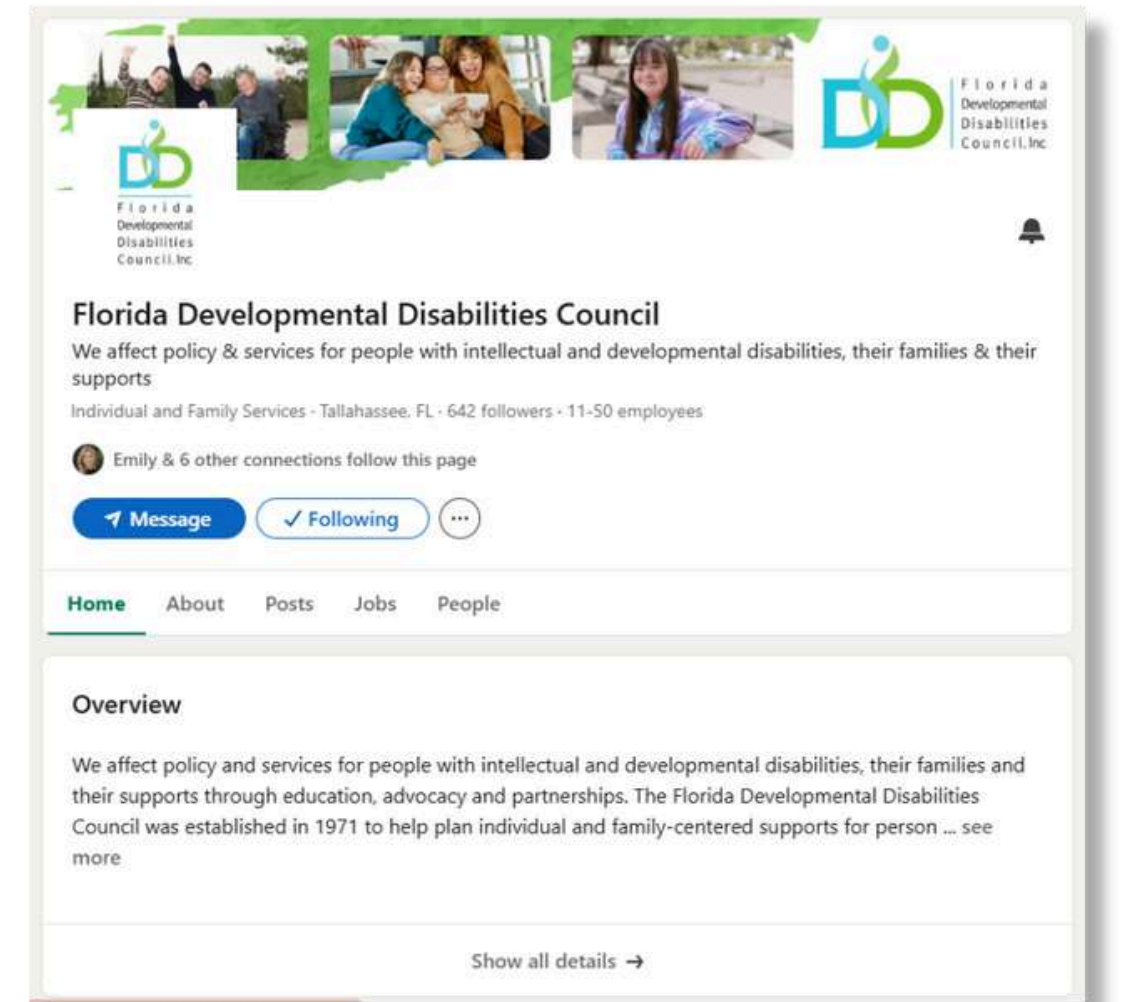 Florida
Developmental
Disabilities
Council.Inc
Florida
Developmental
Disabilities
Council.Inc
Florida Developmental Disabilities Council
We affect policy & services for people with intellectual and developmental disabilities, their families & their
supports
Individual and Family Services · Tallahassee, FL · 642 followers · 11-50 employees
Emily & 6 other connections follow this page
Message
Following
Home About Posts Jobs People
Overview
We affect policy and services for people with intellectual and developmental disabilities, their families and
their supports through education, advocacy and partnerships. The Florida Developmental Disabilities
Council was established in 1971 to help plan individual and family-centered supports for person ... see
more
Show all details →